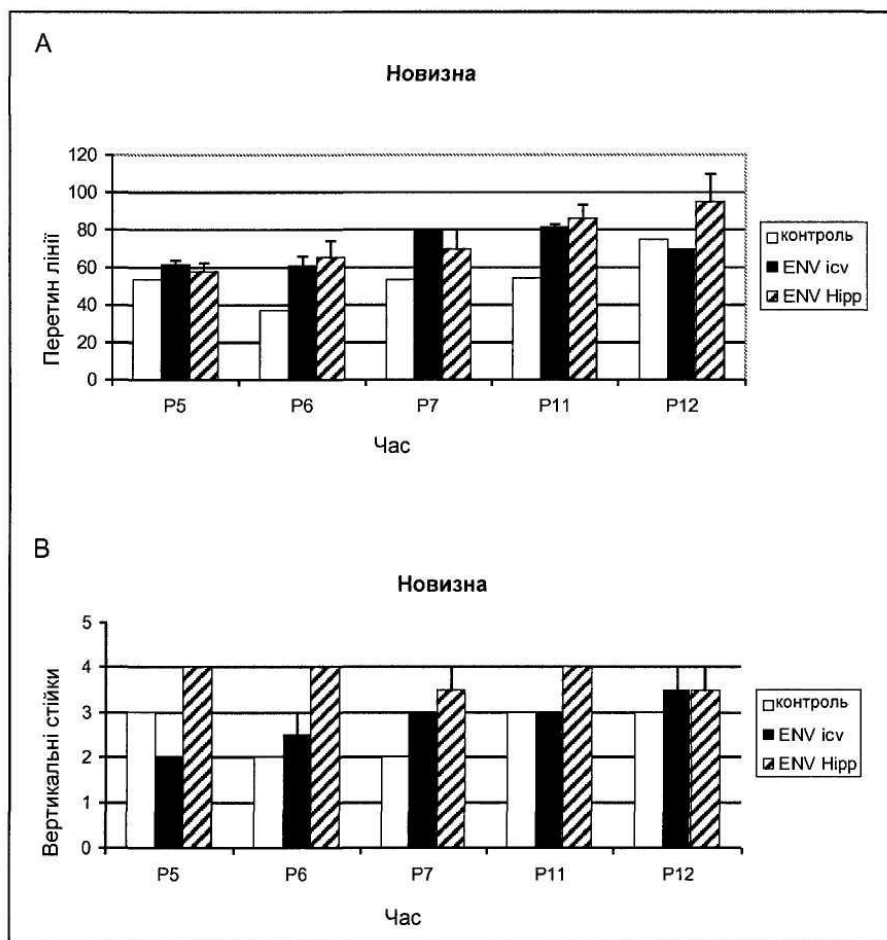 A
Новизна
120
100
80
60
40
20
0
Перетин лінії
P5 P6 P7 P11 P12
Час
контроль
ENV icv
ENV Hipp
B
Новизна
5
4
3
2
1
0
Вертикальні стійки
P5 P6 P7 P11 P12
Час
контроль
ENV icv
ENV Hipp